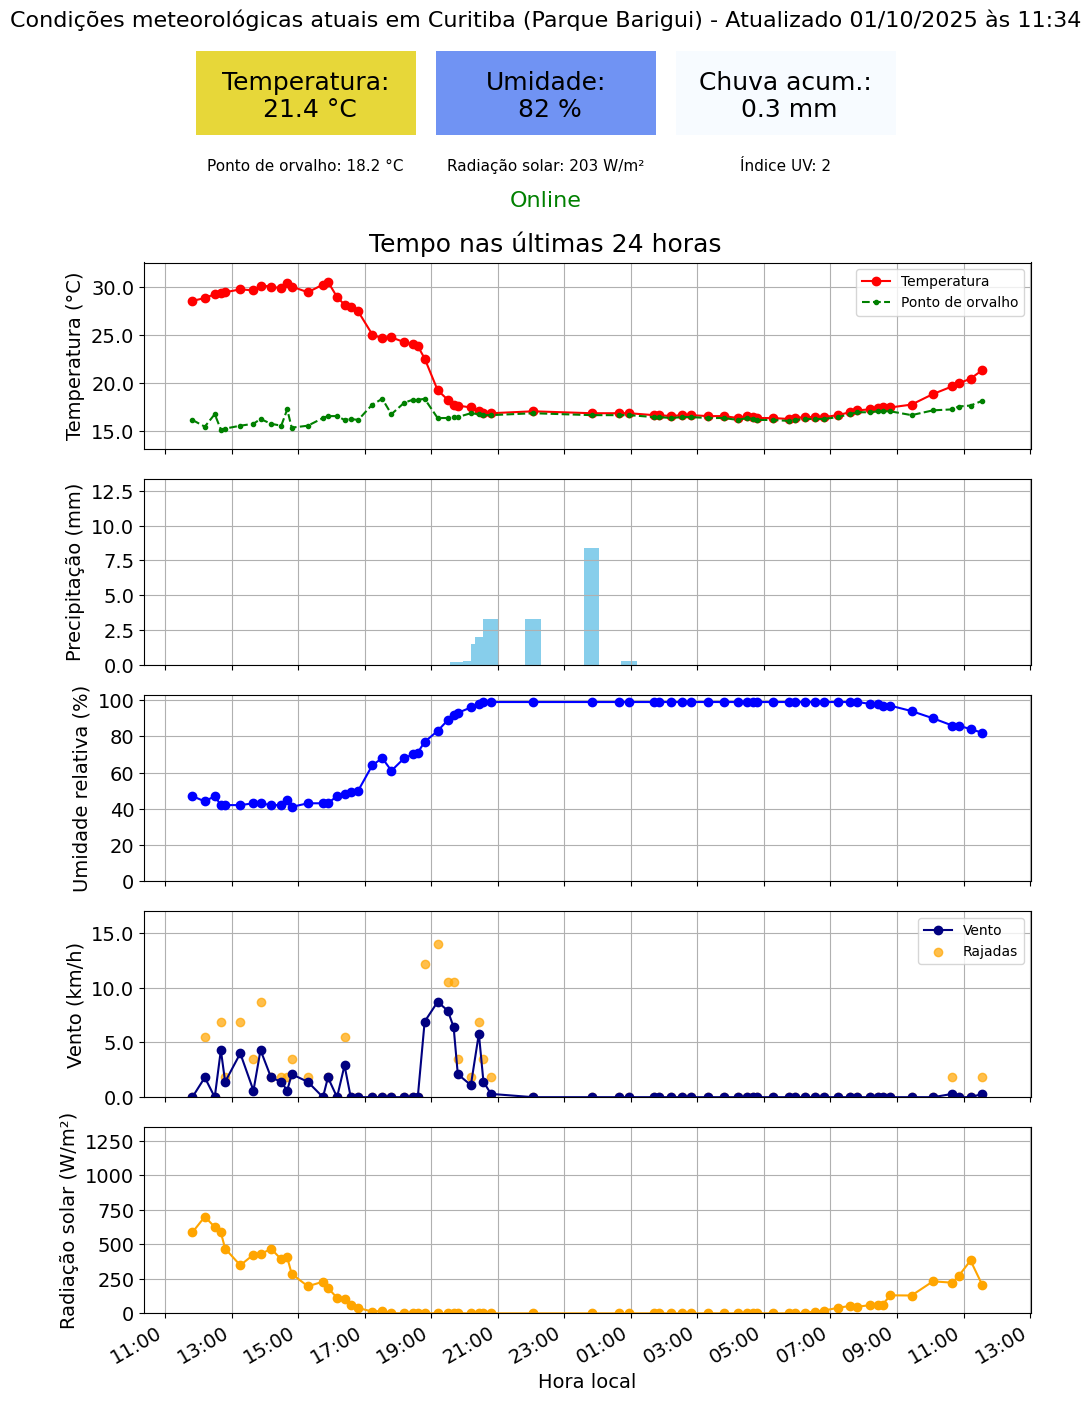 Condições meteorológicas atuais em Curitiba (Parque Barigui) - Atualizado 01/10/2025 às 11:34
Temperatura:
21.4 °C
Umidade:
82 %
Chuva acum.:
0.3 mm
Ponto de orvalho: 18.2 °C
Radiação solar: 203 W/m²
Índice UV: 2
Online
Tempo nas últimas 24 horas
Temperatura (°C)
30.0
25.0
20.0
15.0
Temperatura
Ponto de orvalho
Precipitação (mm)
12.5
10.0
7.5
5.0
2.5
0.0
Umidade relativa (%)
100
80
60
40
20
0
Vento (km/h)
15.0
10.0
5.0
0.0
Vento
Rajadas
Radiação solar (W/m²)
1250
1000
750
500
250
0
11:00
13:00
15:00
17:00
19:00
21:00
23:00
01:00
03:00
05:00
07:00
09:00
11:00
13:00
Hora local